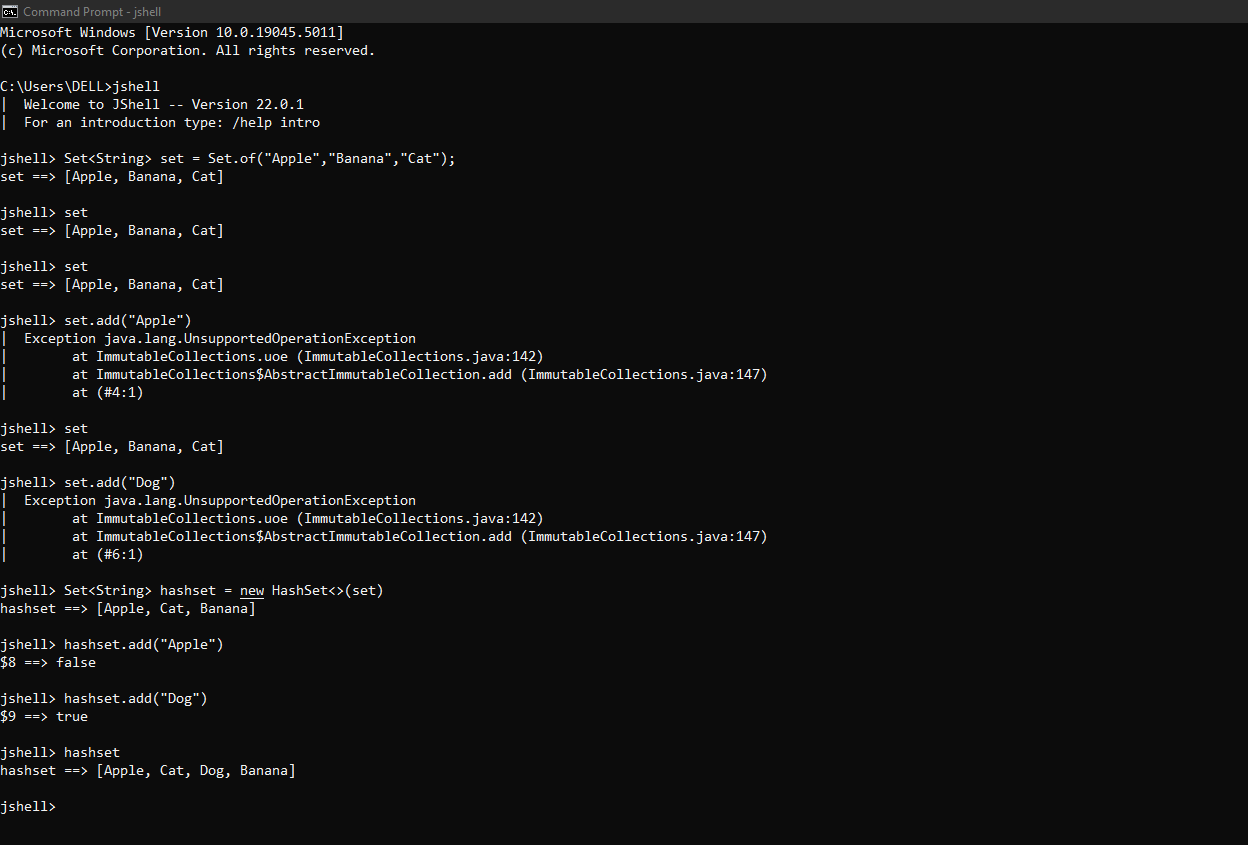 Command Prompt - jshell
Microsoft Windows [Version 10.0.19045.5011]
(c) Microsoft Corporation. All rights reserved.
C:\Users\DELL>jshell
|  Welcome to JShell -- Version 22.0.1
|  For an introduction type: /help intro
jshell> Set<String> set = Set.of("Apple","Banana","Cat");
set ==> [Apple, Banana, Cat]
jshell> set
set ==> [Apple, Banana, Cat]
jshell> set
set ==> [Apple, Banana, Cat]
jshell> set.add("Apple")
|  Exception java.lang.UnsupportedOperationException
|        at ImmutableCollections.uoe (ImmutableCollections.java:142)
|        at ImmutableCollections$AbstractImmutableCollection.add (ImmutableCollections.java:147)
|        at (#4:1)
jshell> set
set ==> [Apple, Banana, Cat]
jshell> set.add("Dog")
|  Exception java.lang.UnsupportedOperationException
|        at ImmutableCollections.uoe (ImmutableCollections.java:142)
|        at ImmutableCollections$AbstractImmutableCollection.add (ImmutableCollections.java:147)
|        at (#6:1)
jshell> Set<String> hashset = new HashSet<>(set)
hashset ==> [Apple, Cat, Banana]
jshell> hashset.add("Apple")
$8 ==> false
jshell> hashset.add("Dog")
$9 ==> true
jshell> hashset
hashset ==> [Apple, Cat, Dog, Banana]
jshell>